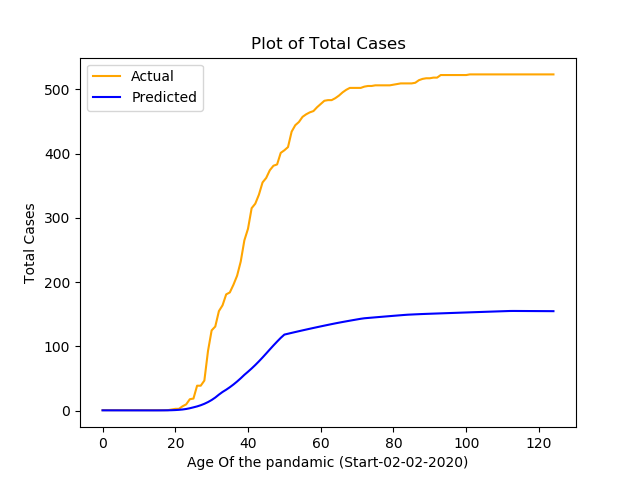 Plot of Total Cases
Actual
Predicted
500
400
300
200
100
0
Total Cases
0 20 40 60 80 100 120
Age Of the pandamic (Start-02-02-2020)